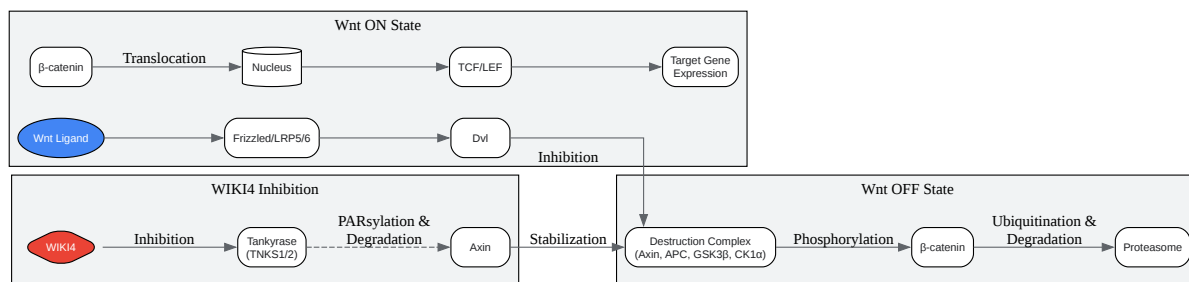 Wnt ON State
β-catenin
Translocation
Nucleus
TCF/LEF
Target Gene
Expression
Wnt Ligand
Frizzled/LRP5/6
Dvl
Inhibition
WIKI4 Inhibition
WIKI4
Inhibition
Tankyrase
(TNKS1/2)
PARsylation &
Degradation
Axin
Stabilization
Wnt OFF State
Destruction Complex
(Axin, APC, GSK3β, CK1α)
Phosphorylation
β-catenin
Ubiquitination &
Degradation
Proteasome